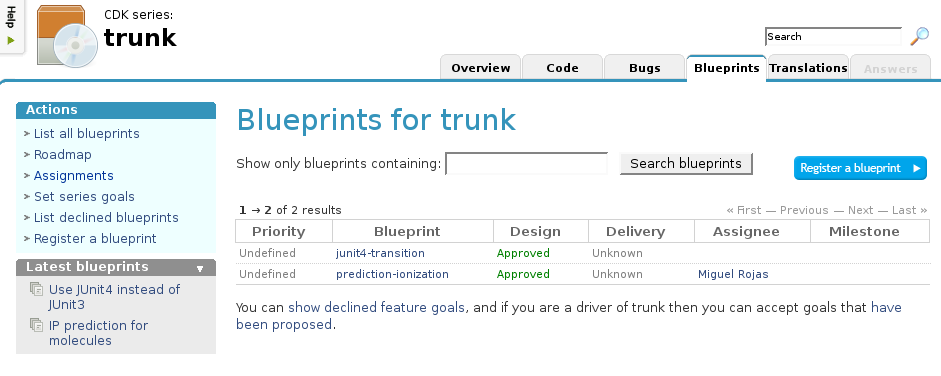 Help
CDK series:
trunk
Search
Overview Code Bugs Blueprints Translations Answers
Actions
List all blueprints
Roadmap
Assignments
Set series goals
List declined blueprints
Register a blueprint
Latest blueprints
Use JUnit4 instead of
JUnit3
IP prediction for
molecules
Blueprints for trunk
Show only blueprints containing: Search blueprints
Register a blueprint
1 → 2 of 2 results « First — Previous — Next — Last »
Priority Blueprint Design Delivery Assignee Milestone
Undefined junit4-transition Approved Unknown
Undefined prediction-ionization Approved Unknown Miguel Rojas
You can show declined feature goals, and if you are a driver of trunk then you can accept goals that have
been proposed.